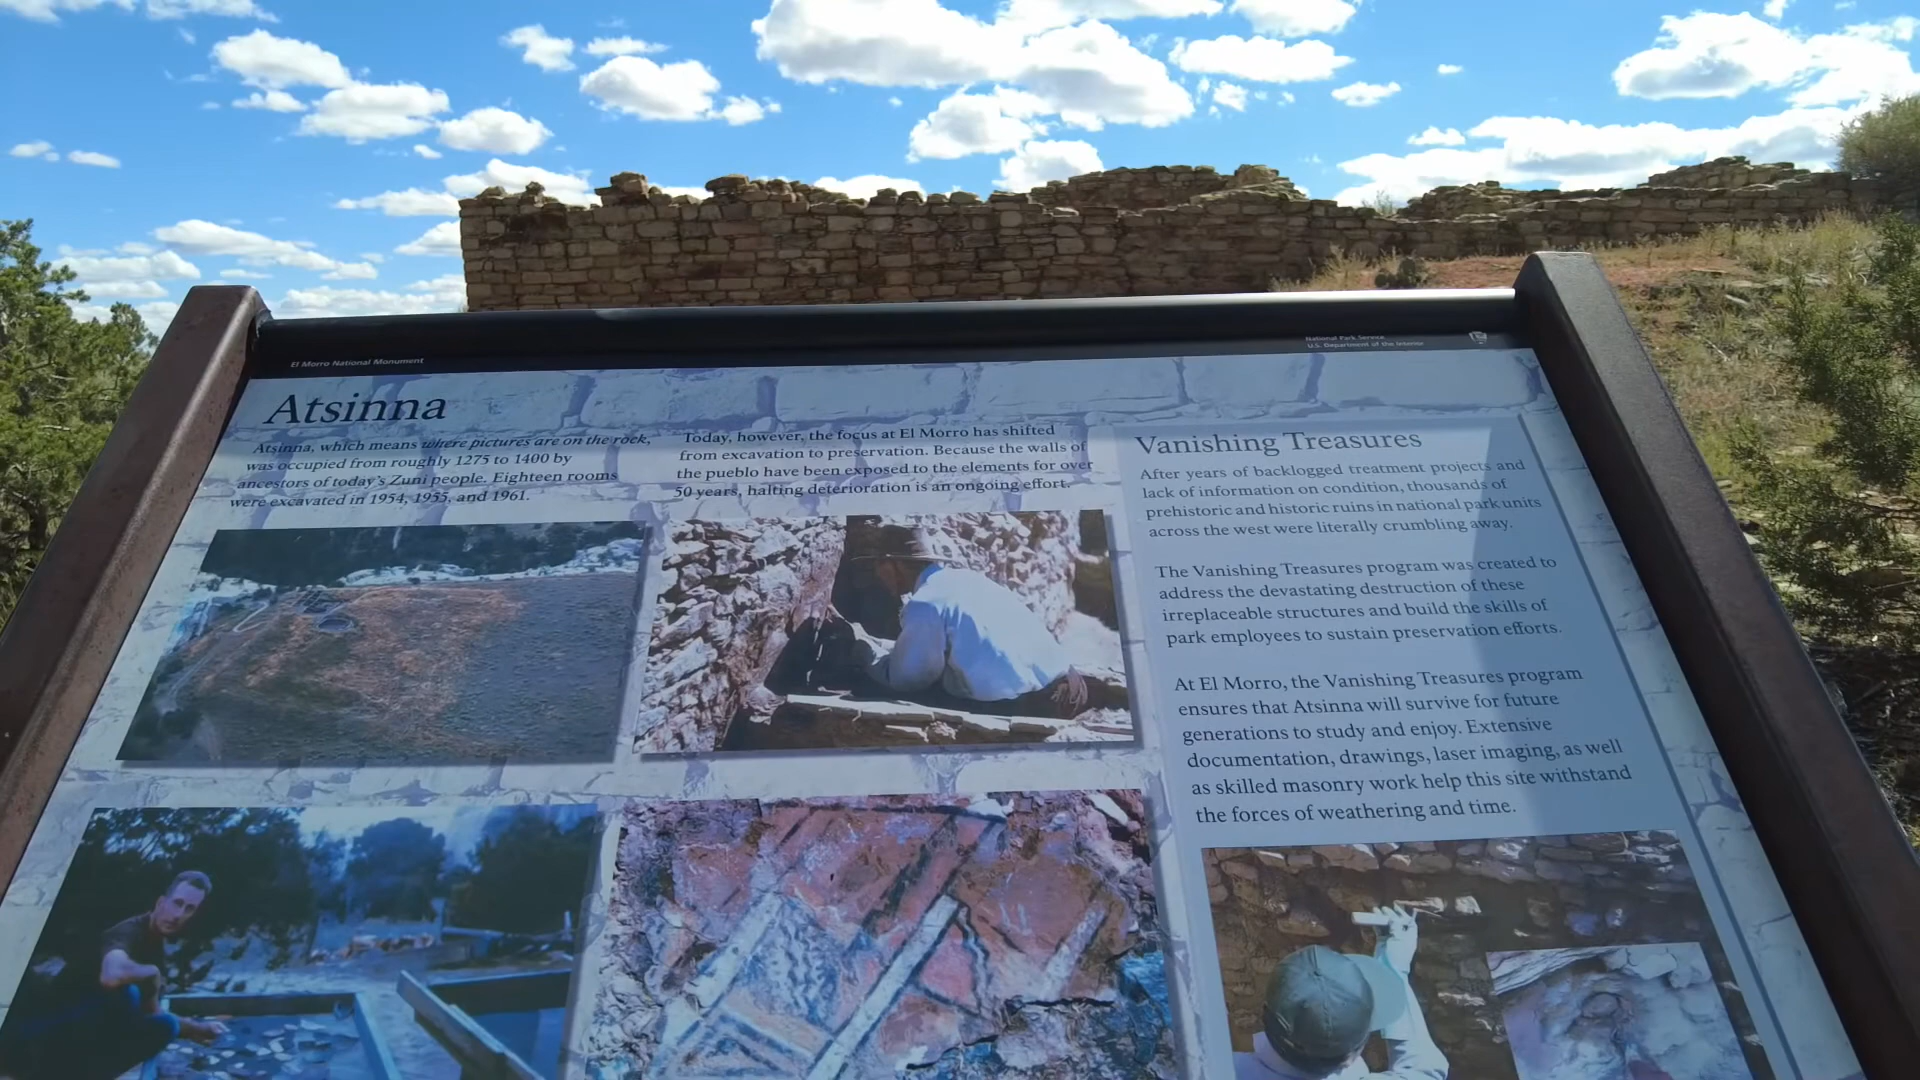 El Morro National Monument
National Park Service
U.S. Department of the Interior
Atsinna
Atsinna, which means where pictures are on the rock,
was occupied from roughly 1275 to 1400 by
ancestors of today's Zuni people. Eighteen rooms
were excavated in 1954, 1955, and 1961.
Today, however, the focus at El Morro has shifted
from excavation to preservation. Because the walls of
the pueblo have been exposed to the elements for over
50 years, halting deterioration is an ongoing effort.
Vanishing Treasures
After years of backlogged treatment projects and
lack of information on condition, thousands of
prehistoric and historic ruins in national park units
across the west were literally crumbling away.
The Vanishing Treasures program was created to
address the devastating destruction of these
irreplaceable structures and build the skills of
park employees to sustain preservation efforts.
At El Morro, the Vanishing Treasures program
ensures that Atsinna will survive for future
generations to study and enjoy. Extensive
documentation, drawings, laser imaging, as well
as skilled masonry work help this site withstand
the forces of weathering and time.